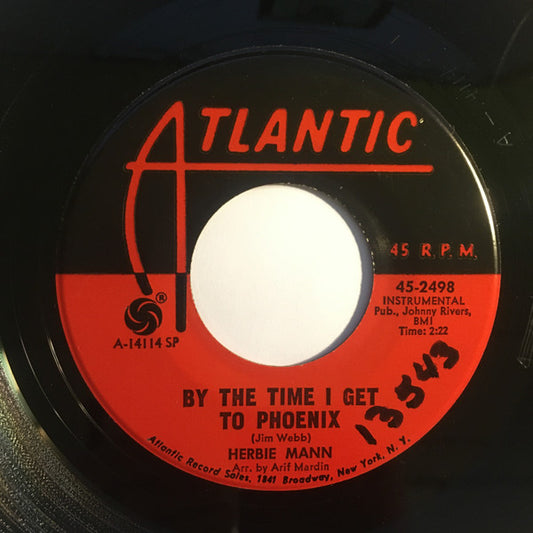 ATLANTIC
45 R.P.M.
45-2498
INSTRUMENTAL
Pub., Johnny Rivers,
BMI
Time: 2:22
®
A-14114 SP
BY THE TIME I GET
TO PHOENIX
(Jim Webb)
HERBIE MANN
Arr. by Arif Mardin
13543
Atlantic Record Sales, 1841 Broadway, New York, N. Y.